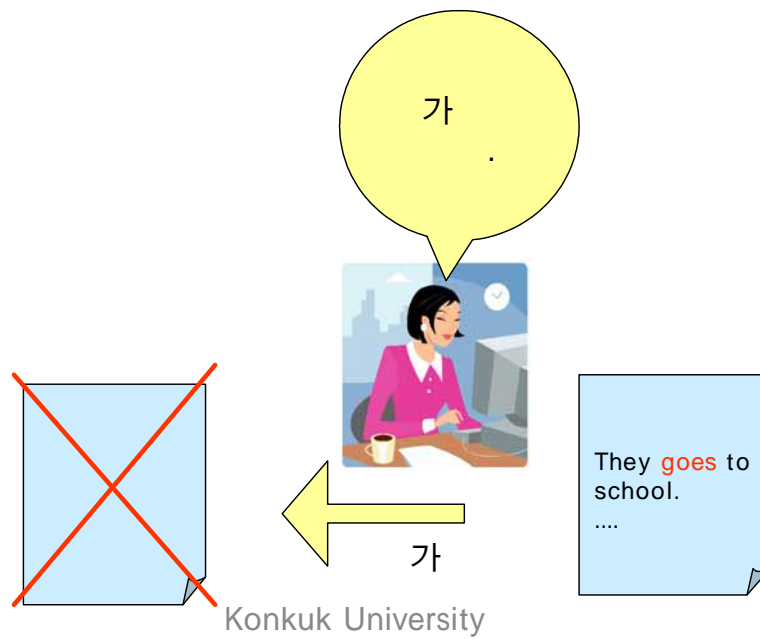 가
.
They goes to
school.
....
가
Konkuk University